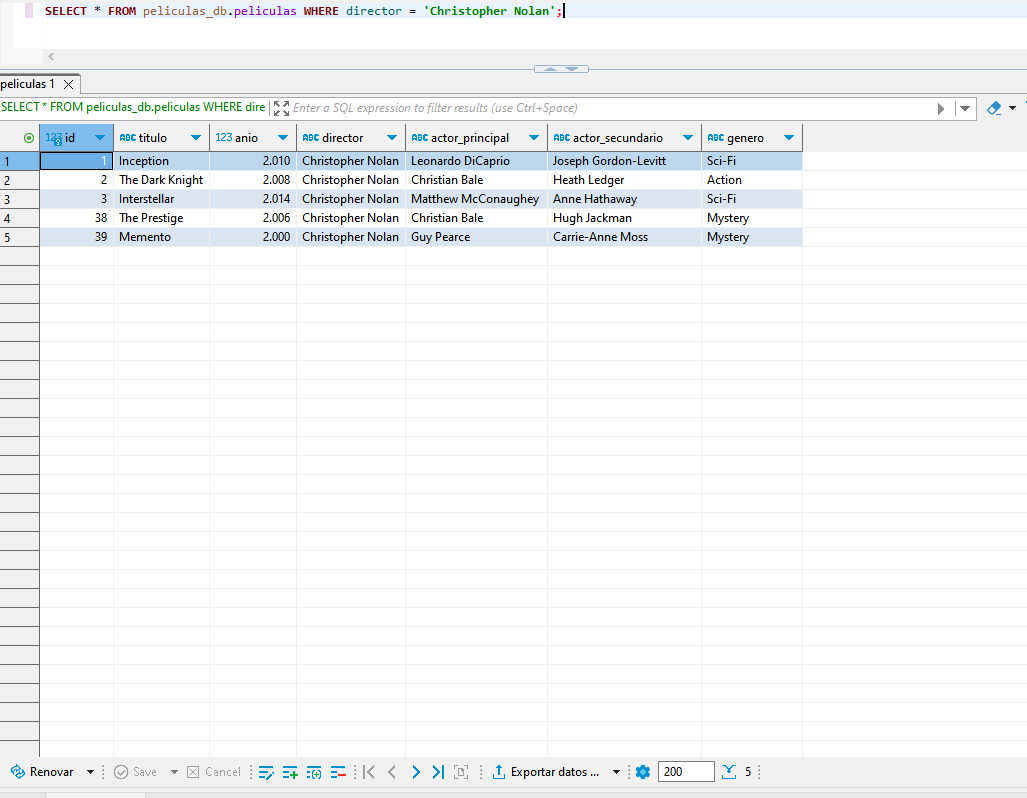 SELECT * FROM peliculas_db.peliculas WHERE director = 'Christopher Nolan';
peliculas 1
SELECT * FROM peliculas_db.peliculas WHERE dire Enter a SQL expression to filter results (use Ctrl+Space)
123 id ABC titulo 123 anio ABC director ABC actor_principal ABC actor_secundario ABC genero
1 1 Inception 2.010 Christopher Nolan Leonardo DiCaprio Joseph Gordon-Levitt Sci-Fi
2 2 The Dark Knight 2.008 Christopher Nolan Christian Bale Heath Ledger Action
3 3 Interstellar 2.014 Christopher Nolan Matthew McConaughey Anne Hathaway Sci-Fi
4 38 The Prestige 2.006 Christopher Nolan Christian Bale Hugh Jackman Mystery
5 39 Memento 2.000 Christopher Nolan Guy Pearce Carrie-Anne Moss Mystery
Renovar Save Cancel Exportar datos ... 200 5